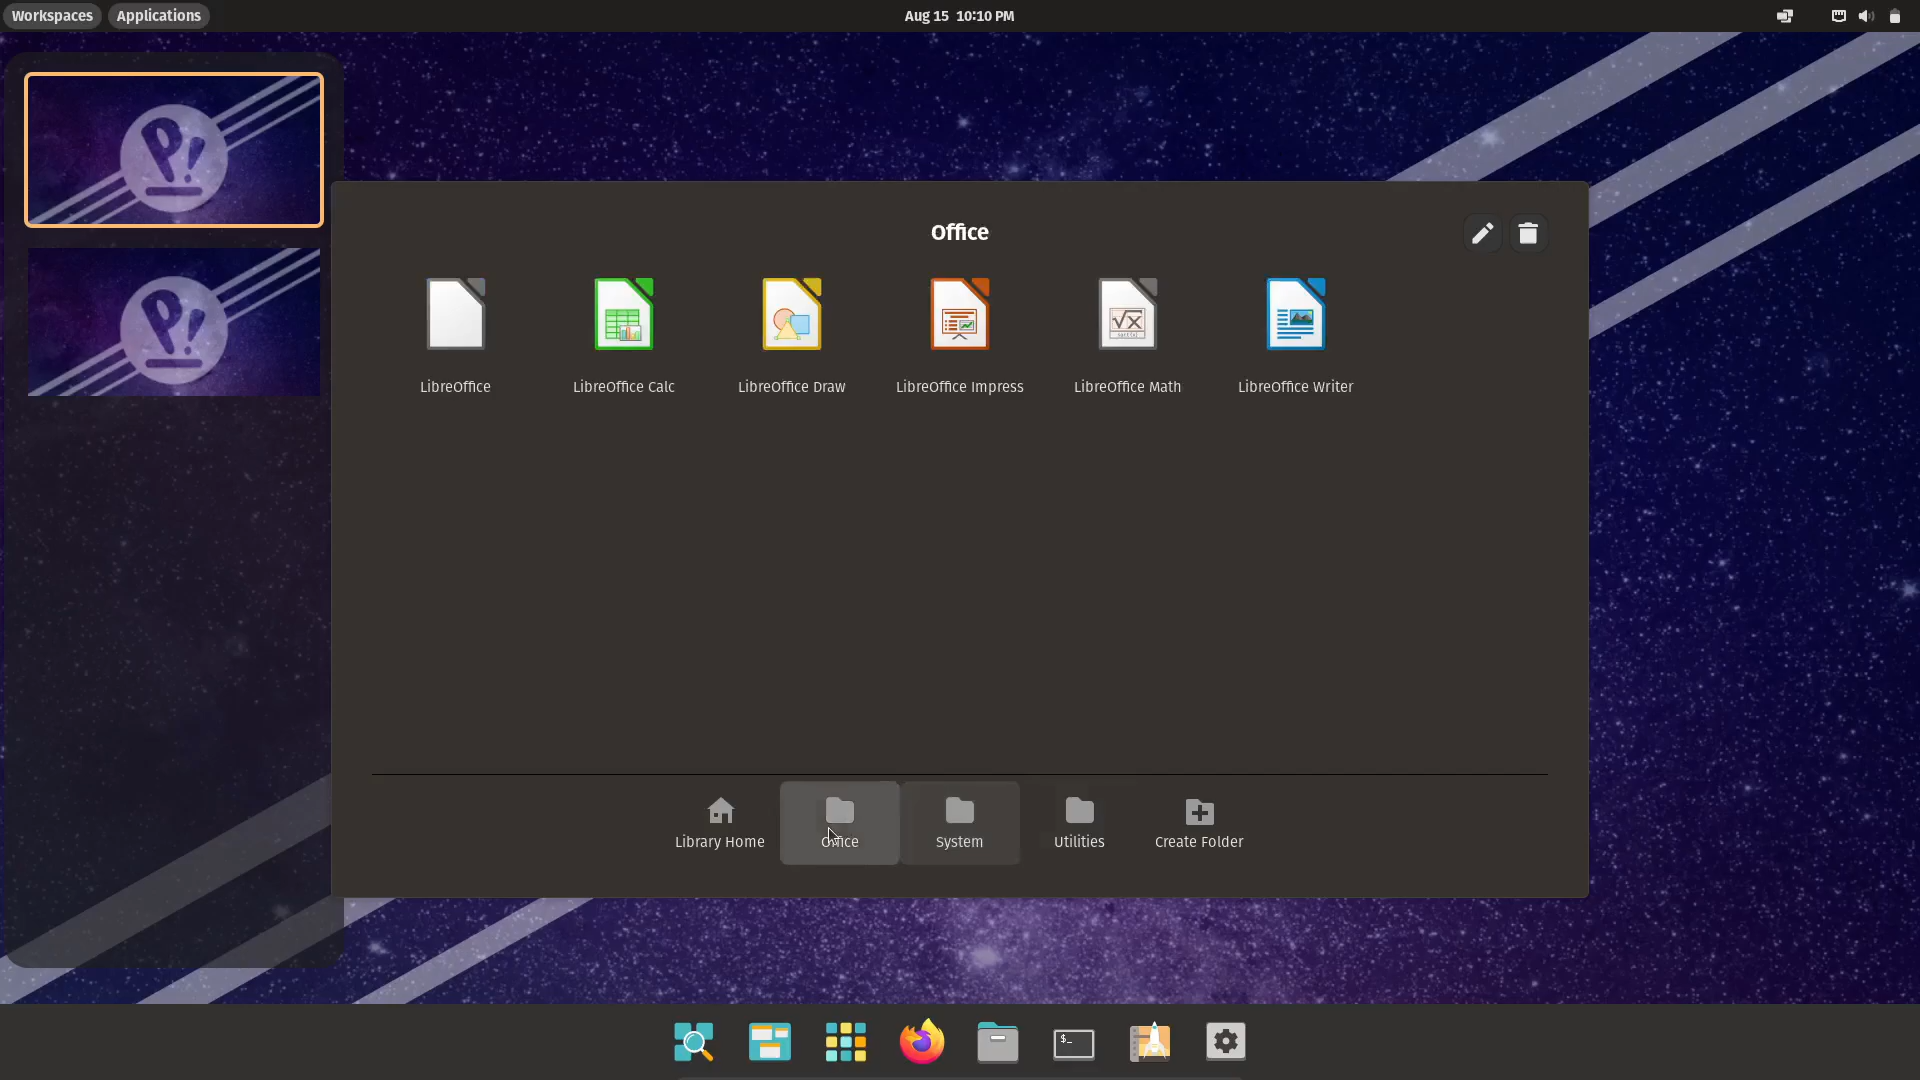 Workspaces Applications Aug 15 10:10 PM
P!
P!
Office
LibreOffice LibreOffice Calc LibreOffice Draw LibreOffice Impress LibreOffice Math LibreOffice Writer
√x
Library Home Office System Utilities Create Folder
$_